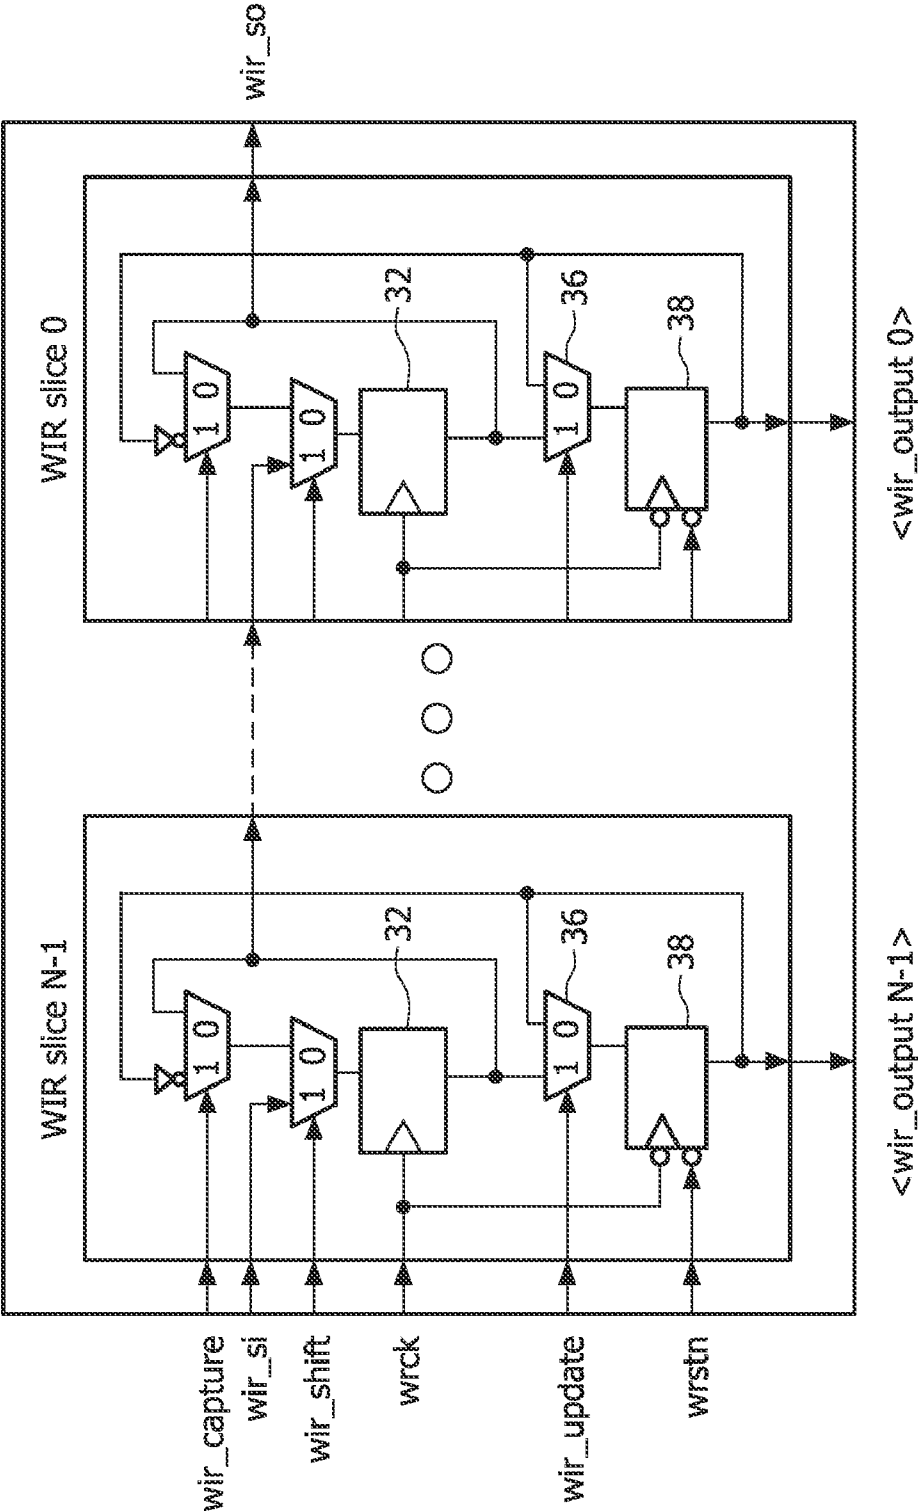 WIR slice N-1
WIR slice 0
wir_capture
wir_si
wir_shift
wrck
wir_update
wrstn
wir_so
1 0
1 0
32
1 0
36
38
1 0
1 0
32
1 0
36
38
<wir_output N-1>
<wir_output 0>